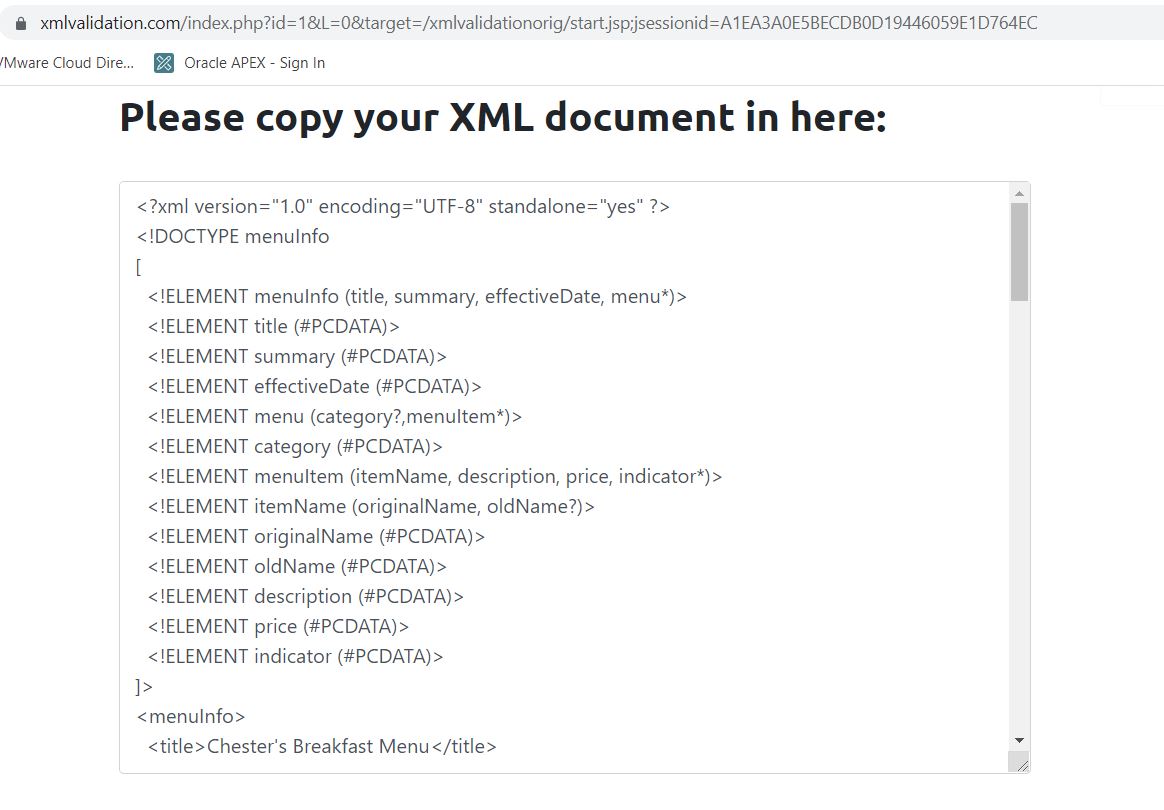 xmlvalidation.com/index.php?id=1&L=0&target=/xmlvalidationorig/start.jsp;jsessionid=A1EA3A0E5BECDB0D19446059E1D764EC
VMware Cloud Dire... Oracle APEX - Sign In
Please copy your XML document in here:
<?xml version="1.0" encoding="UTF-8" standalone="yes" ?>
<!DOCTYPE menuInfo
[
<!ELEMENT menuInfo (title, summary, effectiveDate, menu*)>
<!ELEMENT title (#PCDATA)>
<!ELEMENT summary (#PCDATA)>
<!ELEMENT effectiveDate (#PCDATA)>
<!ELEMENT menu (category?,menuItem*)>
<!ELEMENT category (#PCDATA)>
<!ELEMENT menuItem (itemName, description, price, indicator*)>
<!ELEMENT itemName (originalName, oldName?)>
<!ELEMENT originalName (#PCDATA)>
<!ELEMENT oldName (#PCDATA)>
<!ELEMENT description (#PCDATA)>
<!ELEMENT price (#PCDATA)>
<!ELEMENT indicator (#PCDATA)>
]>
<menuInfo>
<title>Chester's Breakfast Menu</title>